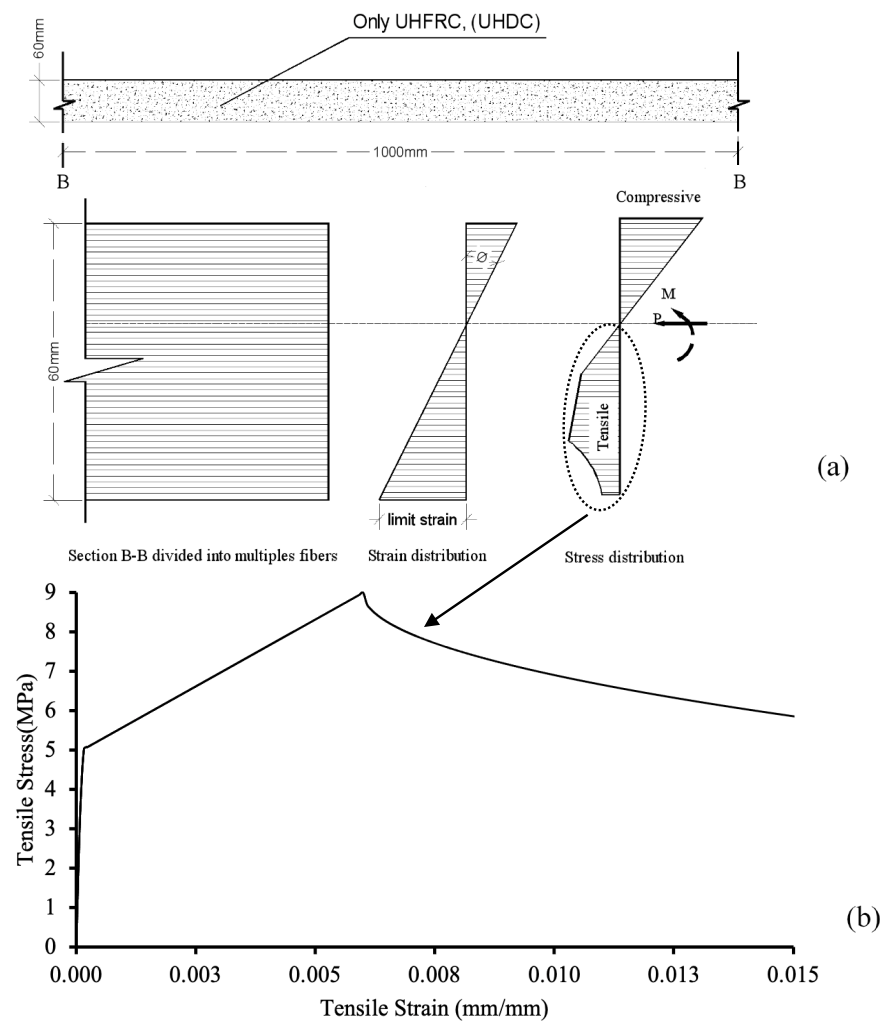 Only UHFRC, (UHDC)
60mm
1000mm
B
B
Compressive
Ø
M
P
60mm
Tensile
(a)
limit strain
Section B-B divided into multiples fibers
Strain distribution
Stress distribution
9
8
7
6
5
4
3
2
1
0
Tensile Stress(MPa)
(b)
0.000
0.003
0.005
0.008
0.010
0.013
0.015
Tensile Strain (mm/mm)